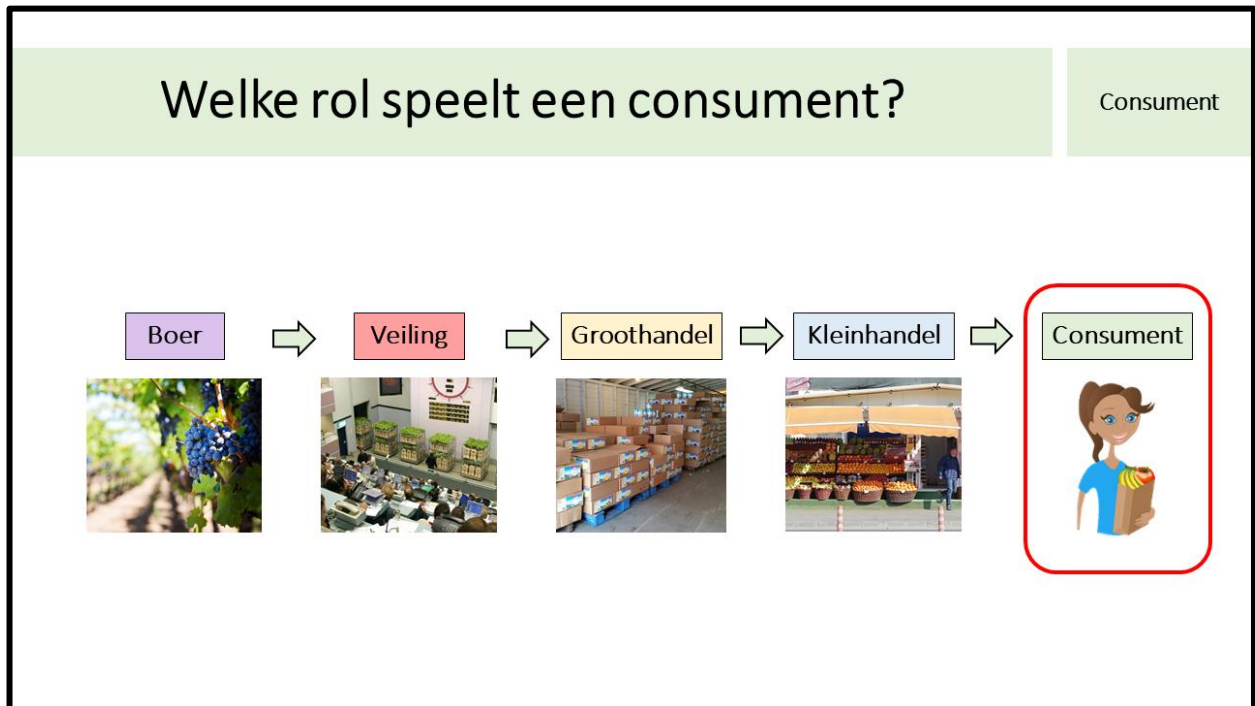 Welke rol speelt een consument?
Consument
Boer
Veiling
Groothandel
Kleinhandel
Consument